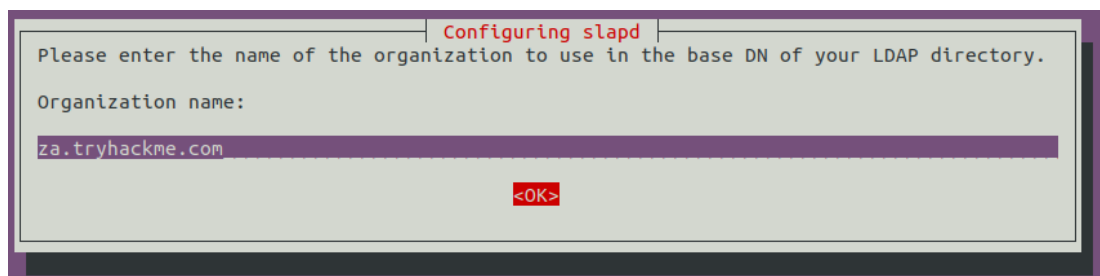 Configuring slapd
Please enter the name of the organization to use in the base DN of your LDAP directory.
Organization name:
za.tryhackme.com
<OK>